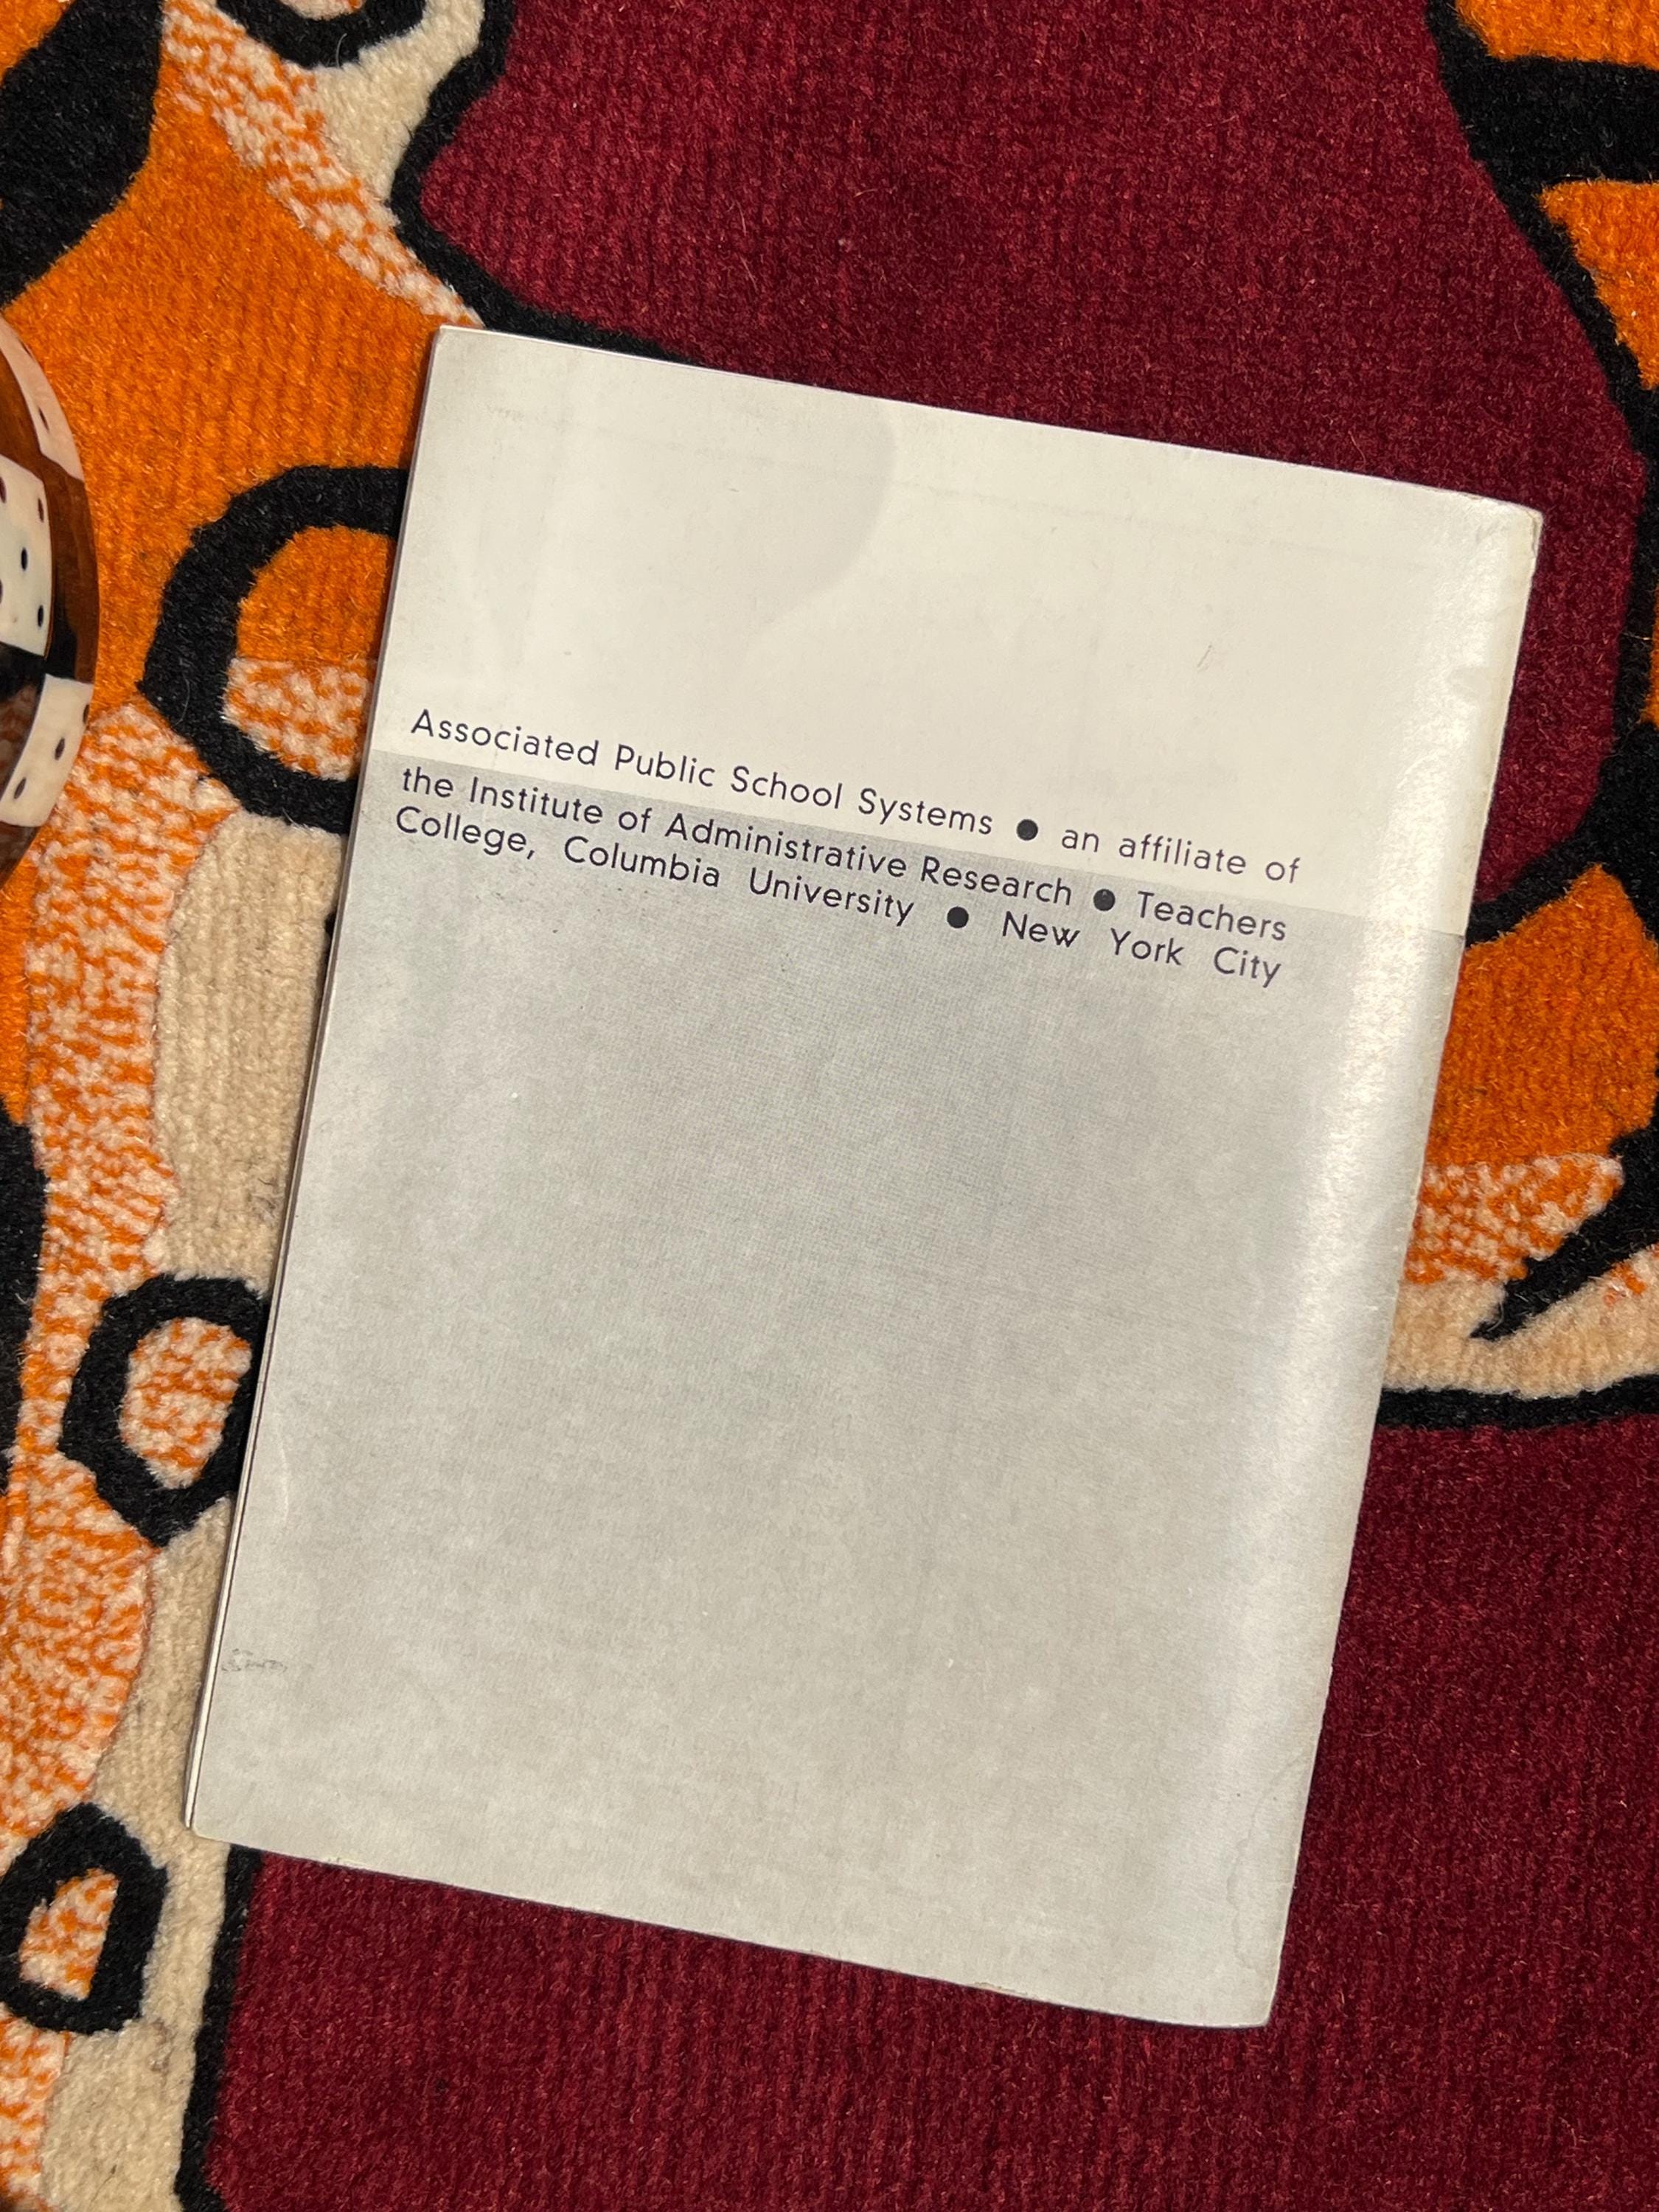 Associated Public School Systems ● an affiliate of
the Institute of Administrative Research ● Teachers
College, Columbia University ● New York City